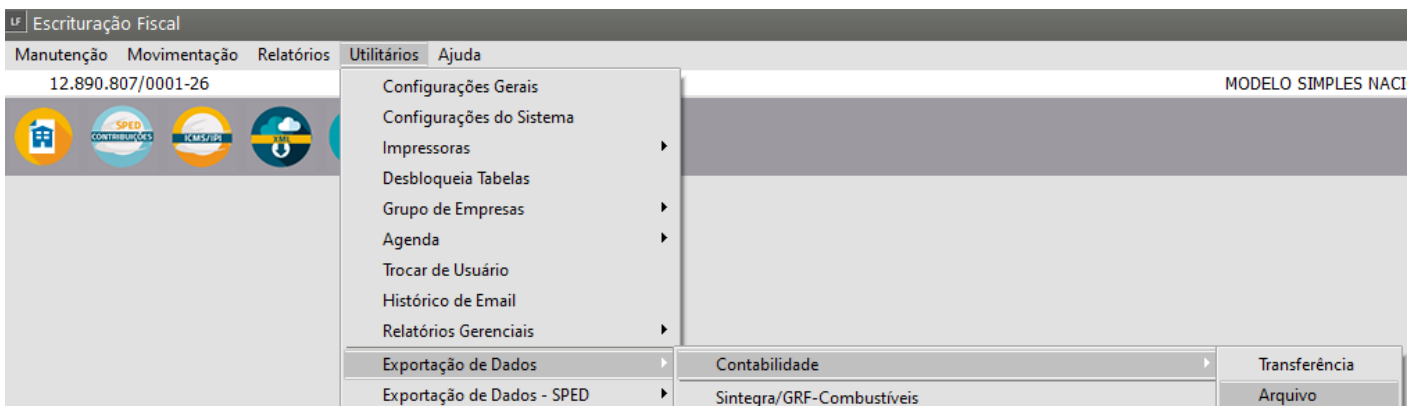 LF Escrituração Fiscal
Manutenção Movimentação Relatórios Utilitários Ajuda
12.890.807/0001-26 MODELO SIMPLES NACI
SPED CONTRIBUIÇÕES ICMS/IPI XML
Configurações Gerais
Configurações do Sistema
Impressoras
Desbloqueia Tabelas
Grupo de Empresas
Agenda
Trocar de Usuário
Histórico de Email
Relatórios Gerenciais
Exportação de Dados Contabilidade Transferência
Exportação de Dados - SPED Sintegra/GRF-Combustíveis Arquivo